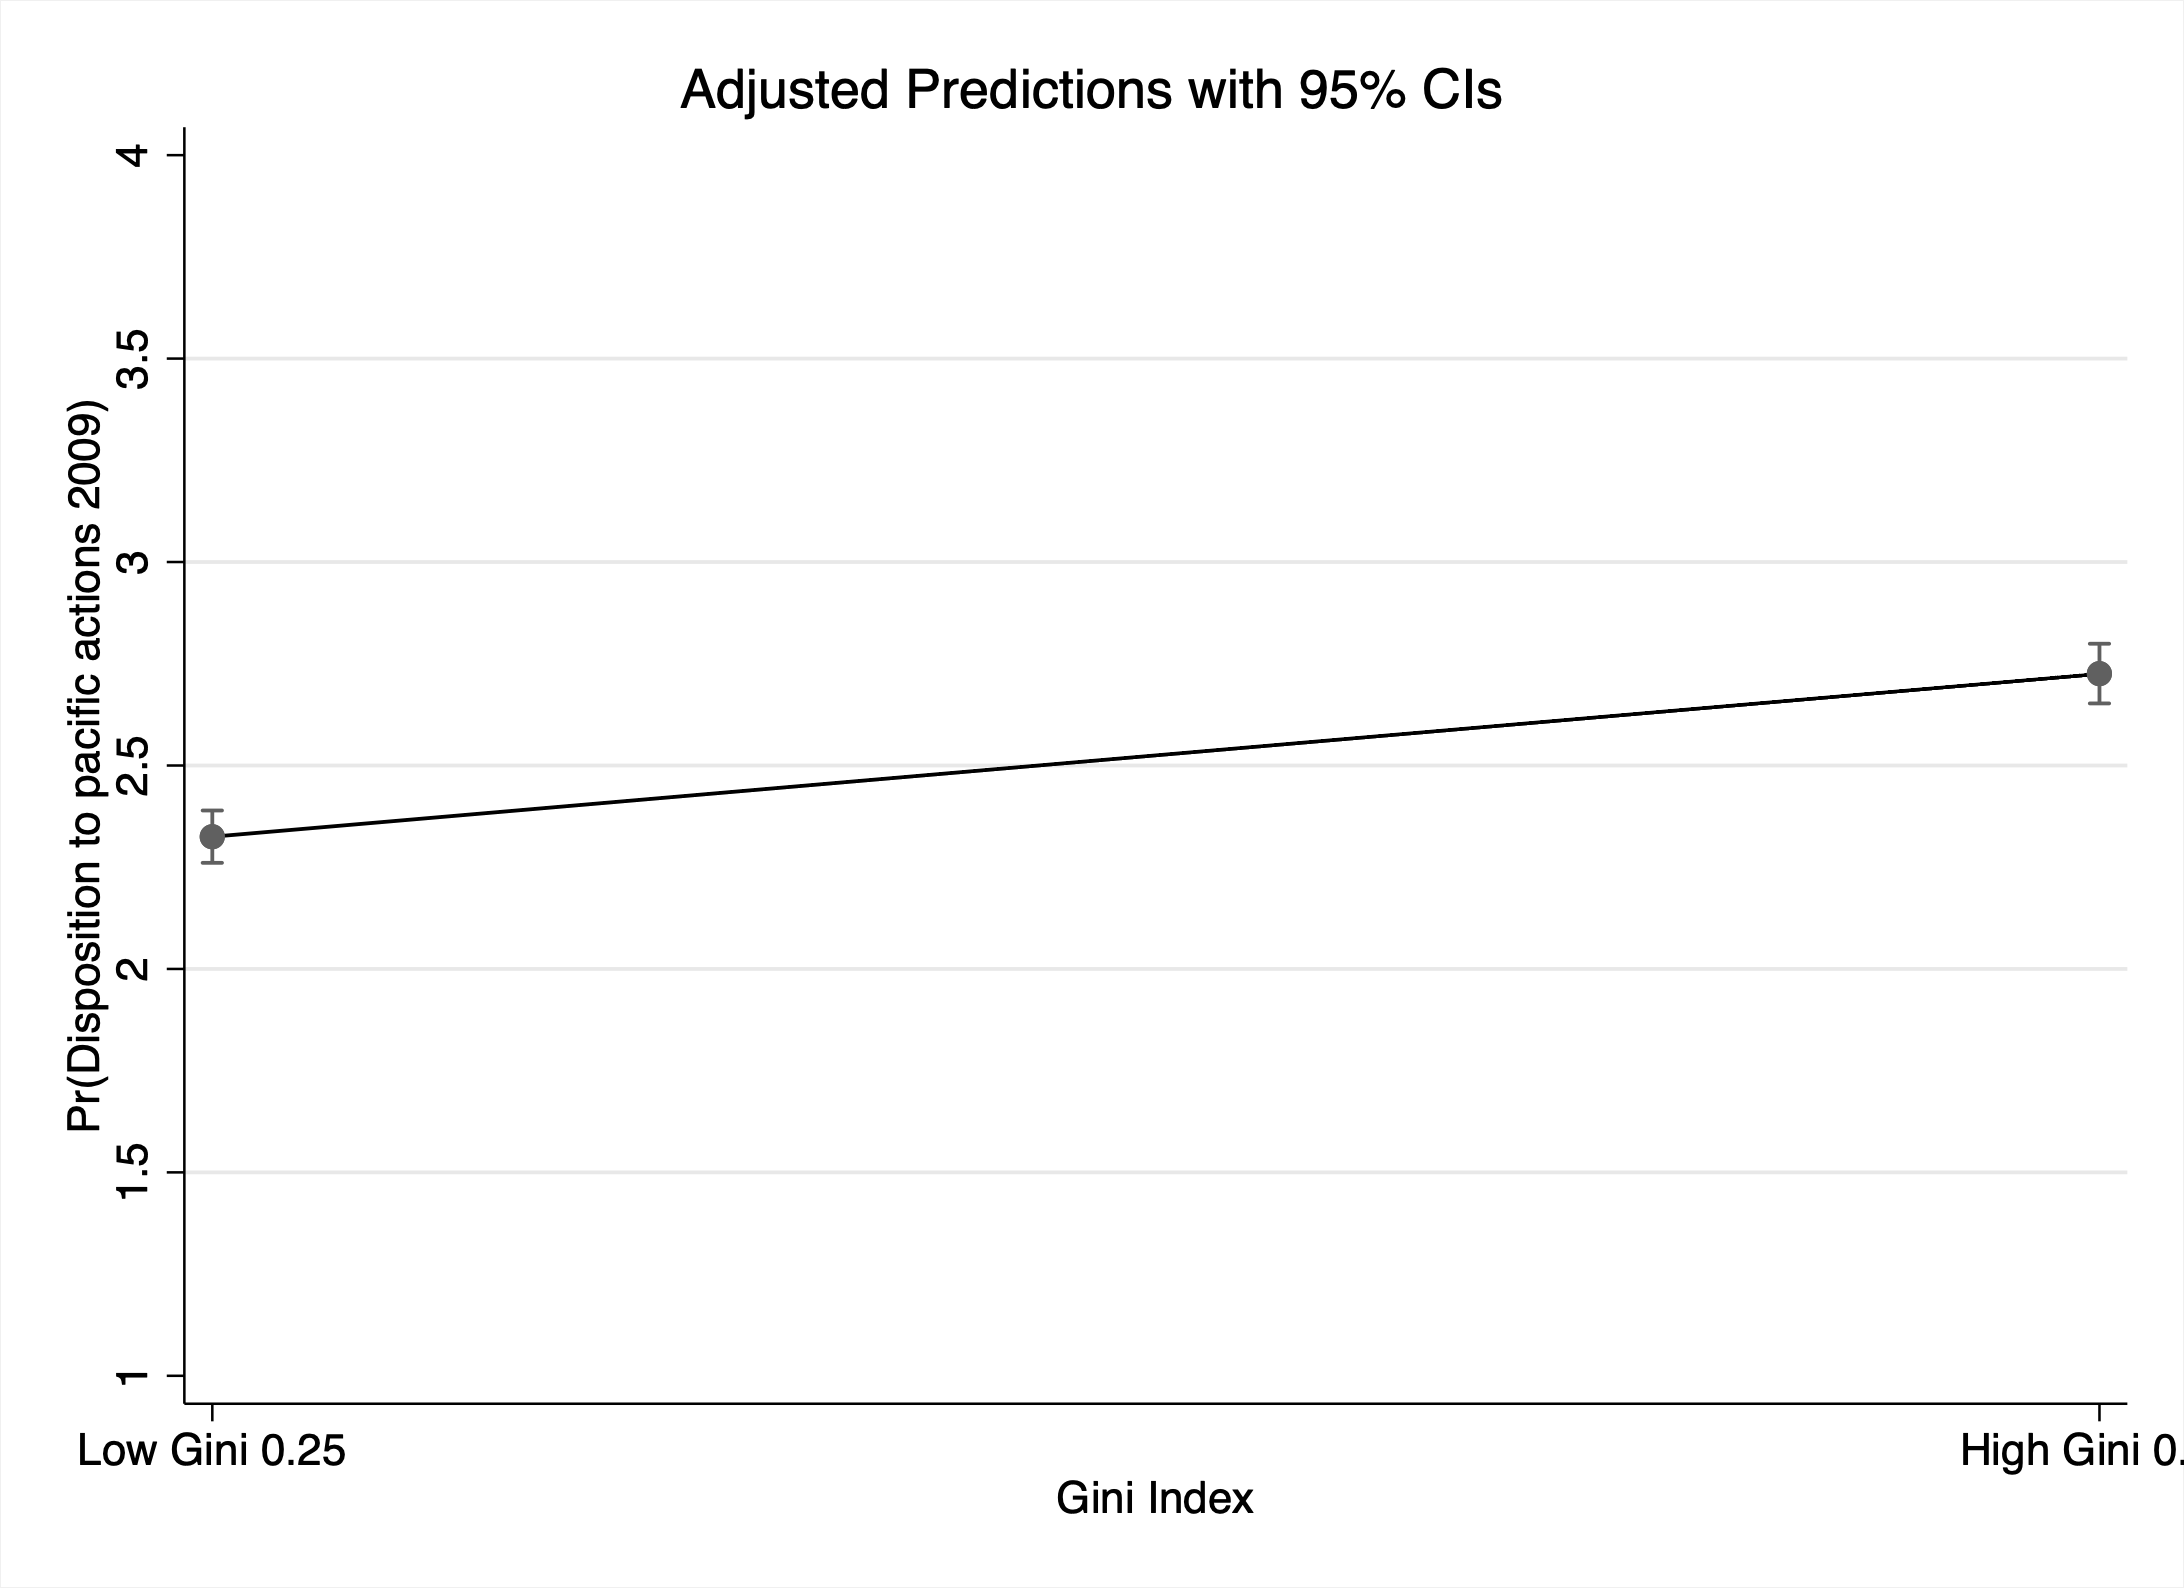 Adjusted Predictions with 95% CIs
Pr(Disposition to pacific actions 2009)
4
3.5
3
2.5
2
1.5
1
Low Gini 0.25
High Gini 0.
Gini Index